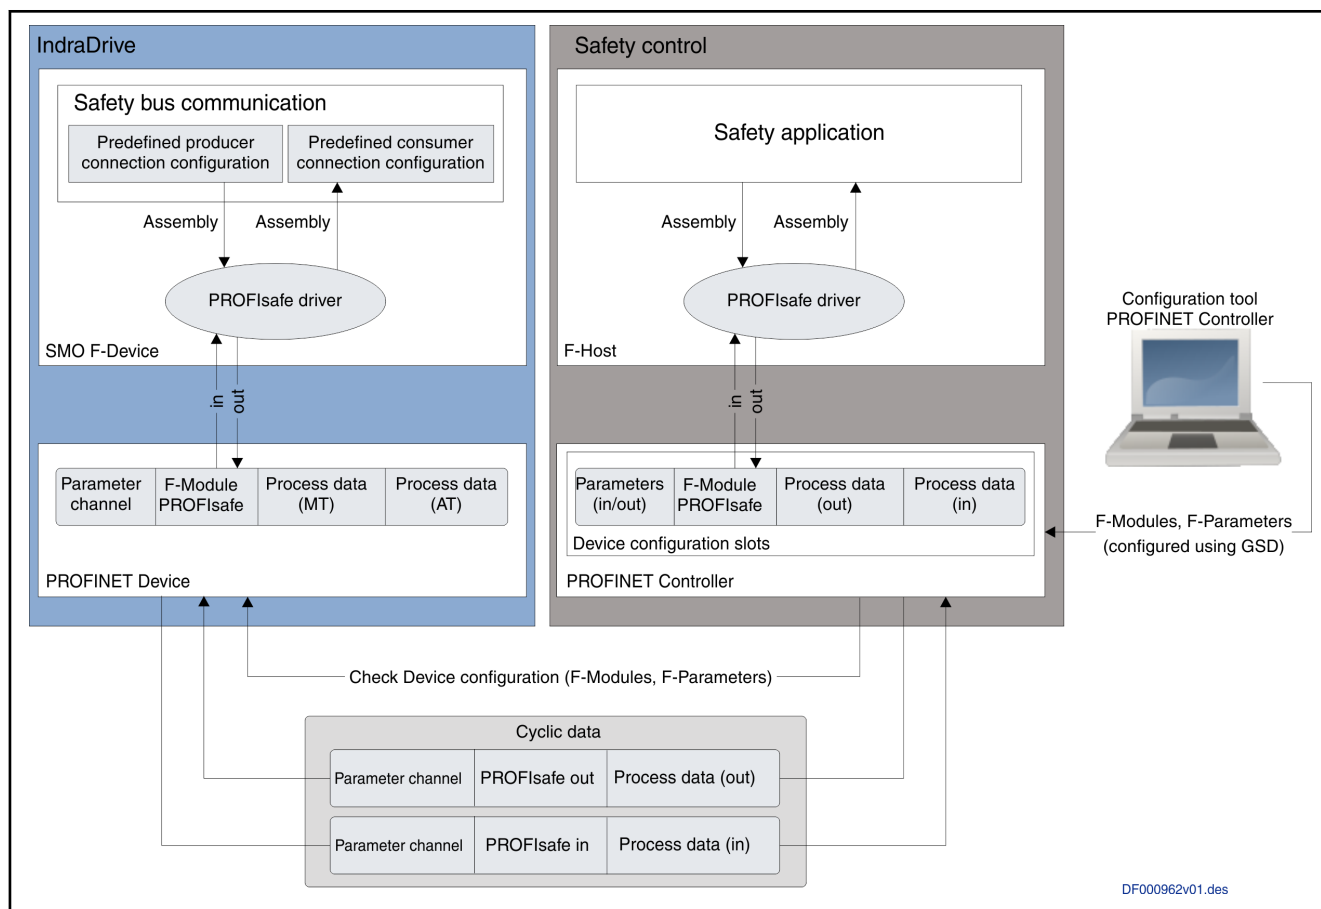 IndraDrive
Safety bus communication
Predefined producer
connection configuration
Predefined consumer
connection configuration
Assembly
Assembly
PROFIsafe driver
SMO F-Device
in
out
Parameter
channel
F-Module
PROFIsafe
Process data
(MT)
Process data
(AT)
PROFINET Device
Safety control
Safety application
Assembly
Assembly
PROFIsafe driver
F-Host
in
out
Parameters
(in/out)
F-Module
PROFIsafe
Process data
(out)
Process data
(in)
Device configuration slots
PROFINET Controller
Configuration tool
PROFINET Controller
F-Modules, F-Parameters
(configured using GSD)
Check Device configuration (F-Modules, F-Parameters)
Cyclic data
Parameter channel
PROFIsafe out
Process data (out)
Parameter channel
PROFIsafe in
Process data (in)
DF000962v01.des